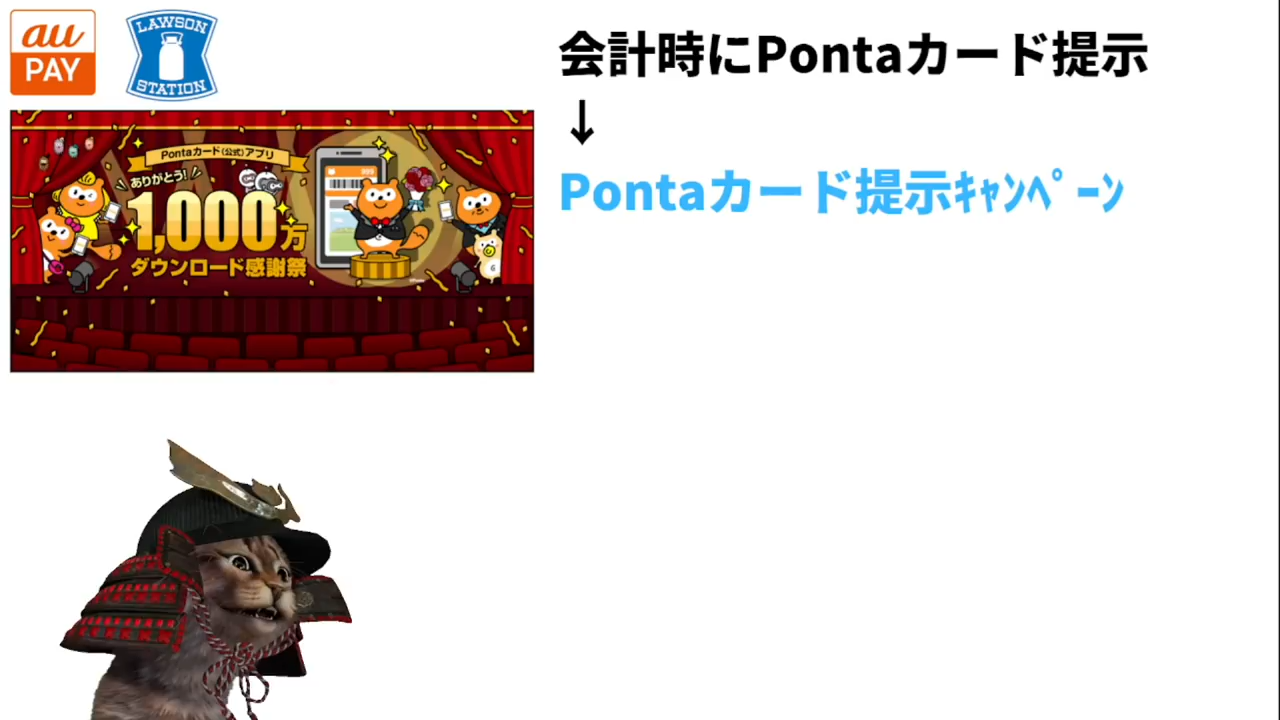 au
PAY
LAWSON
STATION
会計時にPontaカード提示
↓
Pontaカード提示ｷｬﾝﾍﾟｰﾝ
Pontaカード(公式)アプリ
ありがとう!
1,000万
ダウンロード感謝祭